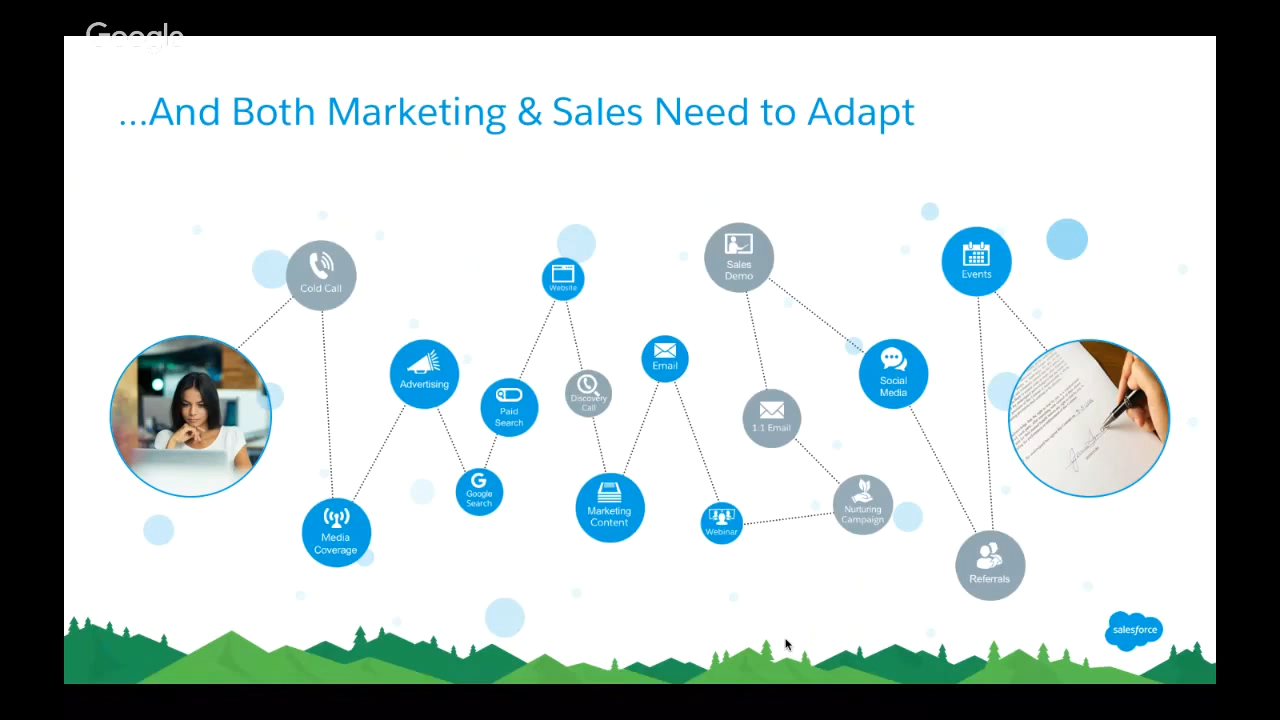 Google
...And Both Marketing & Sales Need to Adapt
Cold Call
Media
Coverage
Advertising
Google
Search
Paid
Search
Website
Discovery
Call
Marketing
Content
Email
Webinar
Sales
Demo
1:1 Email
Nurturing
Campaign
Social
Media
Events
Referrals
salesforce